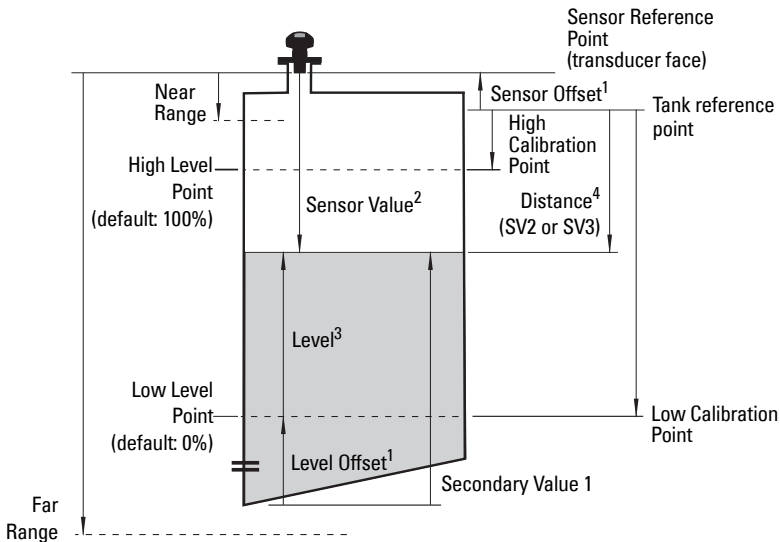 Sensor Reference
Point
(transducer face)
Near
Range
Sensor Offset¹
Tank reference
point
High
Calibration
Point
High Level
Point
(default: 100%)
Sensor Value²
Distance⁴
(SV2 or SV3)
Level³
Low Level
Point
(default: 0%)
Low Calibration
Point
Level Offset¹
Secondary Value 1
Far
Range